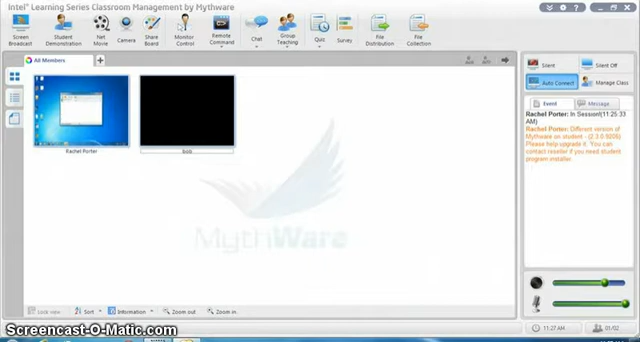 Intel® Learning Series Classroom Management by Mythware
Screen Broadcast
Student Demonstration
Net Movie
Camera
Share Board
Monitor Control
Remote Command
Chat
Group Teaching
Quiz
Survey
File Distribution
File Collection
All Members
Silent
Silent Off
Auto Connect
Manage Class
Event
Message
Rachel Porter: In Session!(11:25:33
AM)
Rachel Porter: Different version of
Mythware on student - (2.3.0.9206)
Please help upgrade it. You can
contact reseller if you need student
program installer.
Rachel Porter
MythWare
Lock view
Sort
Information
Zoom out
Zoom in
11:27 AM
01/02
Screencast-O-Matic.com